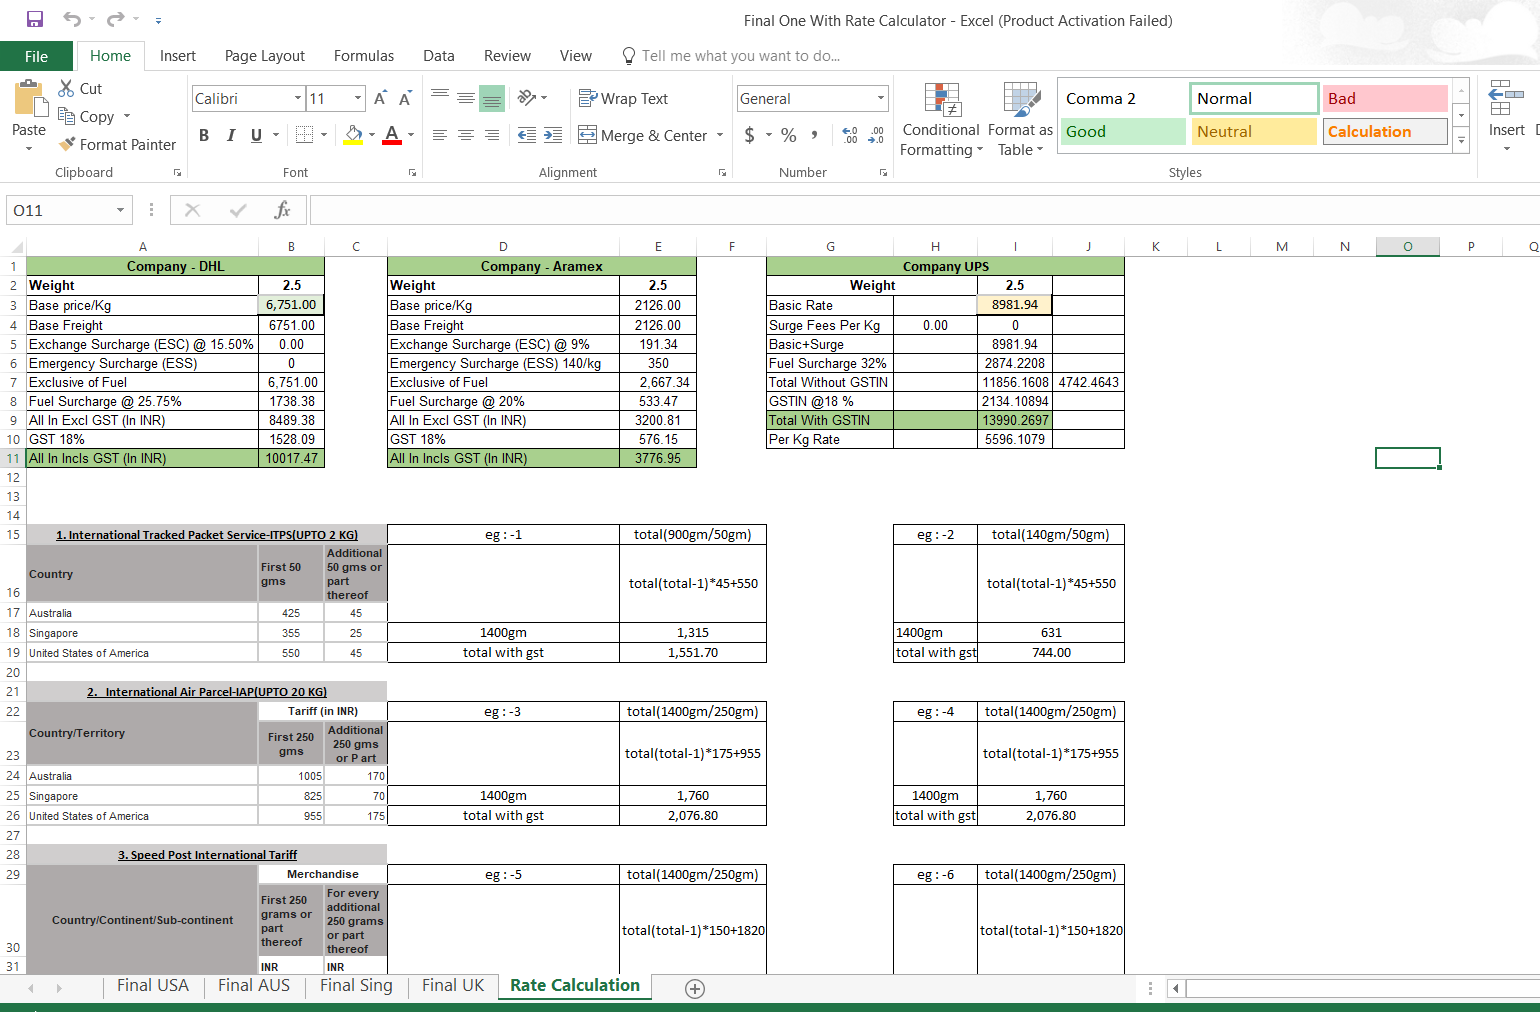 Final One With Rate Calculator - Excel (Product Activation Failed)
File Home Insert Page Layout Formulas Data Review View Tell me what you want to do...
Paste Cut Copy Format Painter
Calibri 11
B I U A
Wrap Text
Merge & Center
General
$ % ,
Conditional Formatting
Format as Table
Comma 2 Normal Bad
Good Neutral Calculation
Insert
Clipboard Font Alignment Number Styles
O11 fx
A B C D E F G H I J K L M N O P Q
1 Company - DHL Company - Aramex Company UPS
2 Weight 2.5 Weight 2.5 Weight 2.5
3 Base price/Kg 6,751.00 Base price/Kg 2126.00 Basic Rate 8981.94
4 Base Freight 6751.00 Base Freight 2126.00 Surge Fees Per Kg 0.00 0
5 Exchange Surcharge (ESC) @ 15.50% 0.00 Exchange Surcharge (ESC) @ 9% 191.34 Basic+Surge 8981.94
6 Emergency Surcharge (ESS) 0 Emergency Surcharge (ESS) 140/kg 350 Fuel Surcharge 32% 2874.2208
7 Exclusive of Fuel 6,751.00 Exclusive of Fuel 2,667.34 Total Without GSTIN 11856.1608 4742.4643
8 Fuel Surcharge @ 25.75% 1738.38 Fuel Surcharge @ 20% 533.47 GSTIN @18 % 2134.10894
9 All In Excl GST (In INR) 8489.38 All In Excl GST (In INR) 3200.81 Total With GSTIN 13990.2697
10 GST 18% 1528.09 GST 18% 576.15 Per Kg Rate 5596.1079
11 All In Incls GST (In INR) 10017.47 All In Incls GST (In INR) 3776.95
12
13
14
15 1. International Tracked Packet Service-ITPS(UPTO 2 KG) eg : -1 total(900gm/50gm) eg : -2 total(140gm/50gm)
16 Country First 50 gms Additional 50 gms or part thereof total(total-1)*45+550 total(total-1)*45+550
17 Australia 425 45
18 Singapore 355 25 1400gm 1,315 1400gm 631
19 United States of America 550 45 total with gst 1,551.70 total with gst 744.00
20
21 2. International Air Parcel-IAP(UPTO 20 KG)
22 Country/Territory Tariff (in INR) eg : -3 total(1400gm/250gm) eg : -4 total(1400gm/250gm)
23 First 250 gms Additional 250 gms or P art total(total-1)*175+955 total(total-1)*175+955
24 Australia 1005 170
25 Singapore 825 70 1400gm 1,760 1400gm 1,760
26 United States of America 955 175 total with gst 2,076.80 total with gst 2,076.80
27
28 3. Speed Post International Tariff
29 Merchandise eg : -5 total(1400gm/250gm) eg : -6 total(1400gm/250gm)
30 Country/Continent/Sub-continent First 250 grams or part thereof For every additional 250 grams or part thereof total(total-1)*150+1820 total(total-1)*150+1820
31 INR INR
Final USA Final AUS Final Sing Final UK Rate Calculation